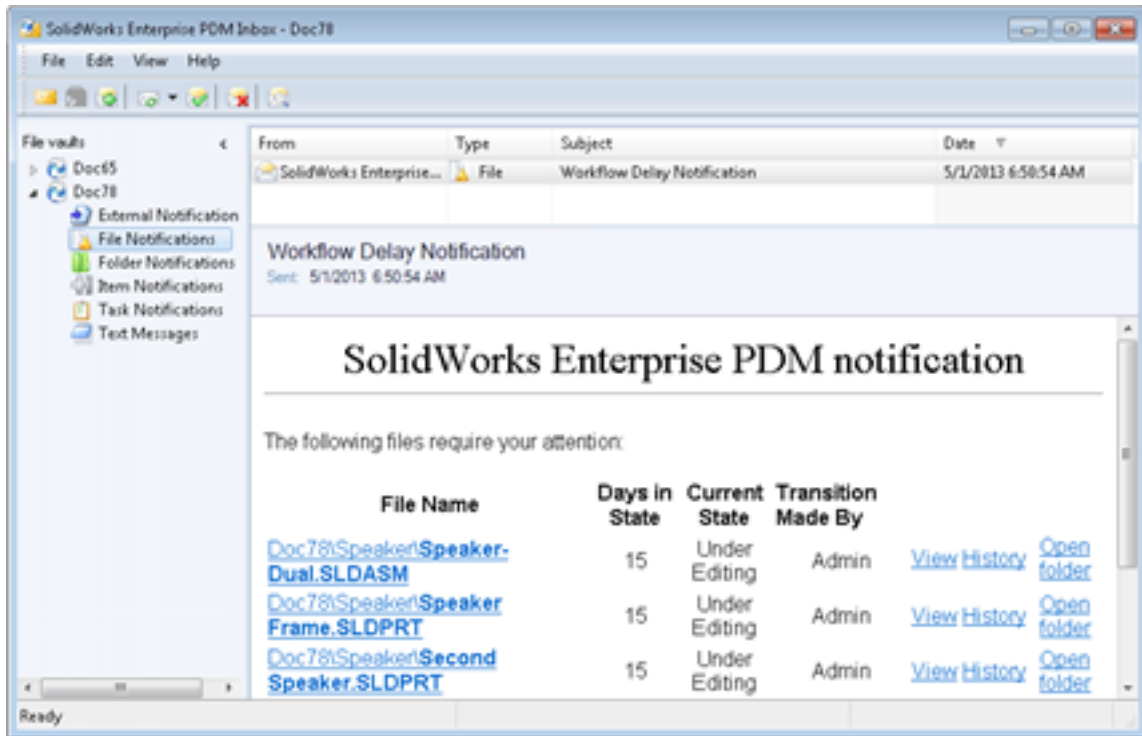 SolidWorks Enterprise PDM Inbox - Doc78
File Edit View Help
File vaults
Doc65
Doc78
External Notification
File Notifications
Folder Notifications
Item Notifications
Task Notifications
Text Messages
From Type Subject Date
SolidWorks Enterprise... File Workflow Delay Notification 5/1/2013 6:50:54 AM
Workflow Delay Notification
Sent: 5/1/2013 6:50:54 AM
SolidWorks Enterprise PDM notification
The following files require your attention:
File Name Days in State Current State Transition Made By
Doc78\Speaker\Speaker-
Dual.SLDASM 15 Under Editing Admin View History Open folder
Doc78\Speaker\Speaker
Frame.SLDPRT 15 Under Editing Admin View History Open folder
Doc78\Speaker\Second
Speaker.SLDPRT 15 Under Editing Admin View History Open folder
Ready